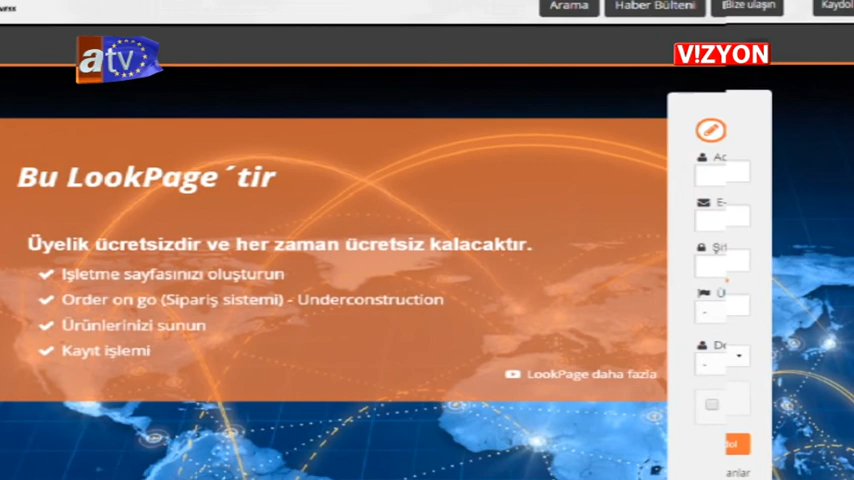 Arama
Haber Bülteni
Bize ulaşın
Kaydol
atv
V!ZYON
Bu LookPage´tir
Üyelik ücretsizdir ve her zaman ücretsiz kalacaktır.
İşletme sayfasınızı oluşturun
Order on go (Sipariş sistemi) - Underconstruction
Ürünlerinizi sunun
Kayıt işlemi
LookPage daha fazla